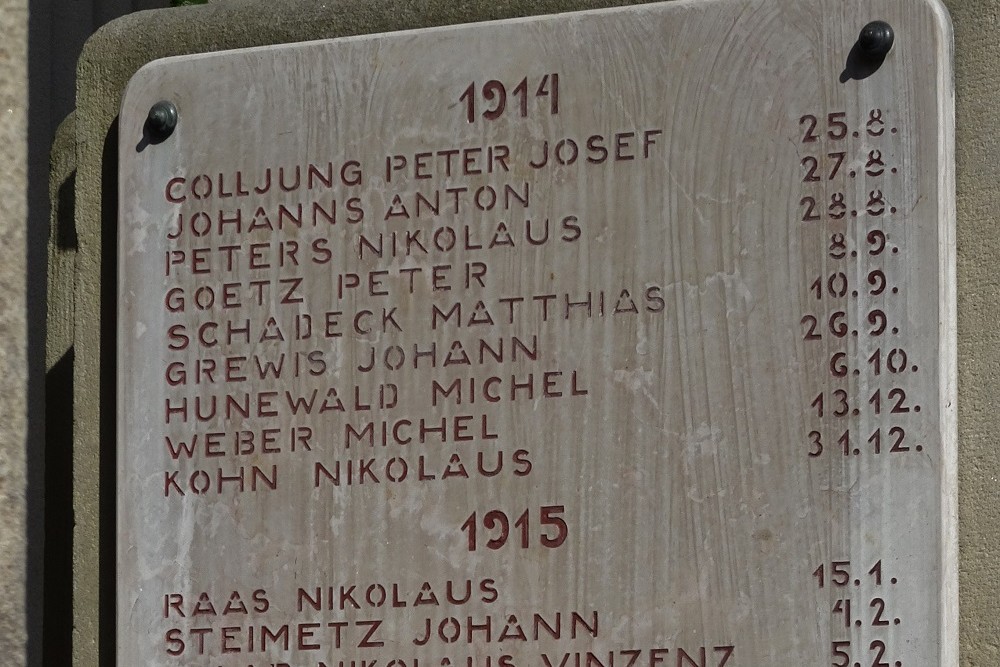 1914
COLLJUNG PETER JOSEF 25.8.
JOHANNS ANTON 27.8.
PETERS NIKOLAUS 28.8.
GOETZ PETER 8.9.
SCHADECK MATTHIAS 10.9.
GREWIS JOHANN 26.9.
HUNEWALD MICHEL 6.10.
WEBER MICHEL 13.12.
KOHN NIKOLAUS 31.12.
1915
RAAS NIKOLAUS 15.1.
STEIMETZ JOHANN 4.2.
NIKOLAUS VINZENZ 5.2.